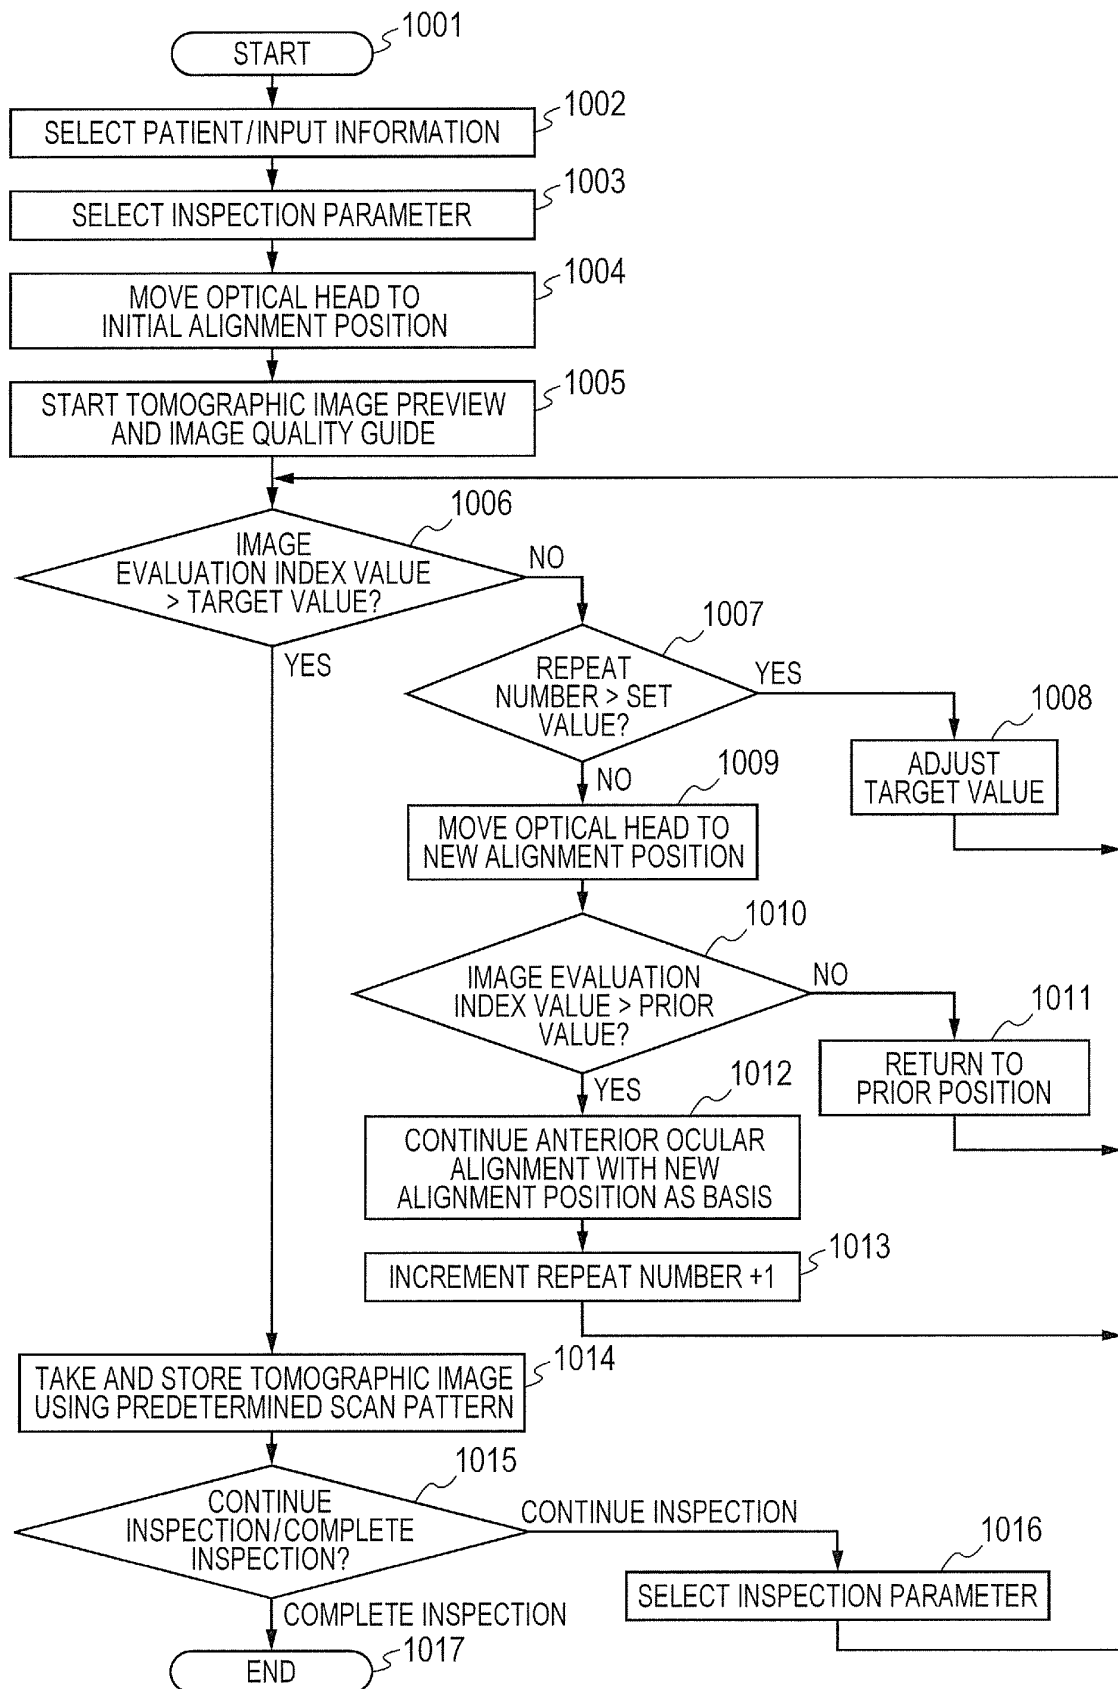 START
1001
1002
SELECT PATIENT/INPUT INFORMATION
1003
SELECT INSPECTION PARAMETER
1004
MOVE OPTICAL HEAD TO
INITIAL ALIGNMENT POSITION
1005
START TOMOGRAPHIC IMAGE PREVIEW
AND IMAGE QUALITY GUIDE
1006
IMAGE
EVALUATION INDEX VALUE
> TARGET VALUE?
NO
YES
1007
REPEAT
NUMBER > SET
VALUE?
YES
NO
1008
ADJUST
TARGET VALUE
1009
MOVE OPTICAL HEAD TO
NEW ALIGNMENT POSITION
1010
IMAGE EVALUATION
INDEX VALUE > PRIOR
VALUE?
NO
YES
1011
RETURN TO
PRIOR POSITION
1012
CONTINUE ANTERIOR OCULAR
ALIGNMENT WITH NEW
ALIGNMENT POSITION AS BASIS
1013
INCREMENT REPEAT NUMBER +1
1014
TAKE AND STORE TOMOGRAPHIC IMAGE
USING PREDETERMINED SCAN PATTERN
1015
CONTINUE
INSPECTION/COMPLETE
INSPECTION?
CONTINUE INSPECTION
1016
SELECT INSPECTION PARAMETER
COMPLETE INSPECTION
1017
END